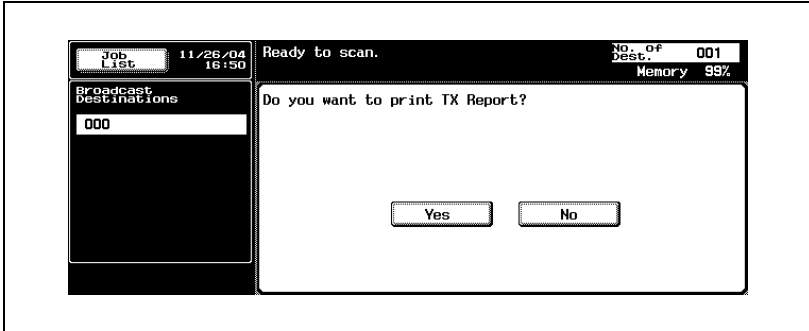 Job
List
11/26/04
16:50
Ready to scan.
No. of
Dest.
001
Memory 99%
Broadcast
Destinations
000
Do you want to print TX Report?
Yes
No